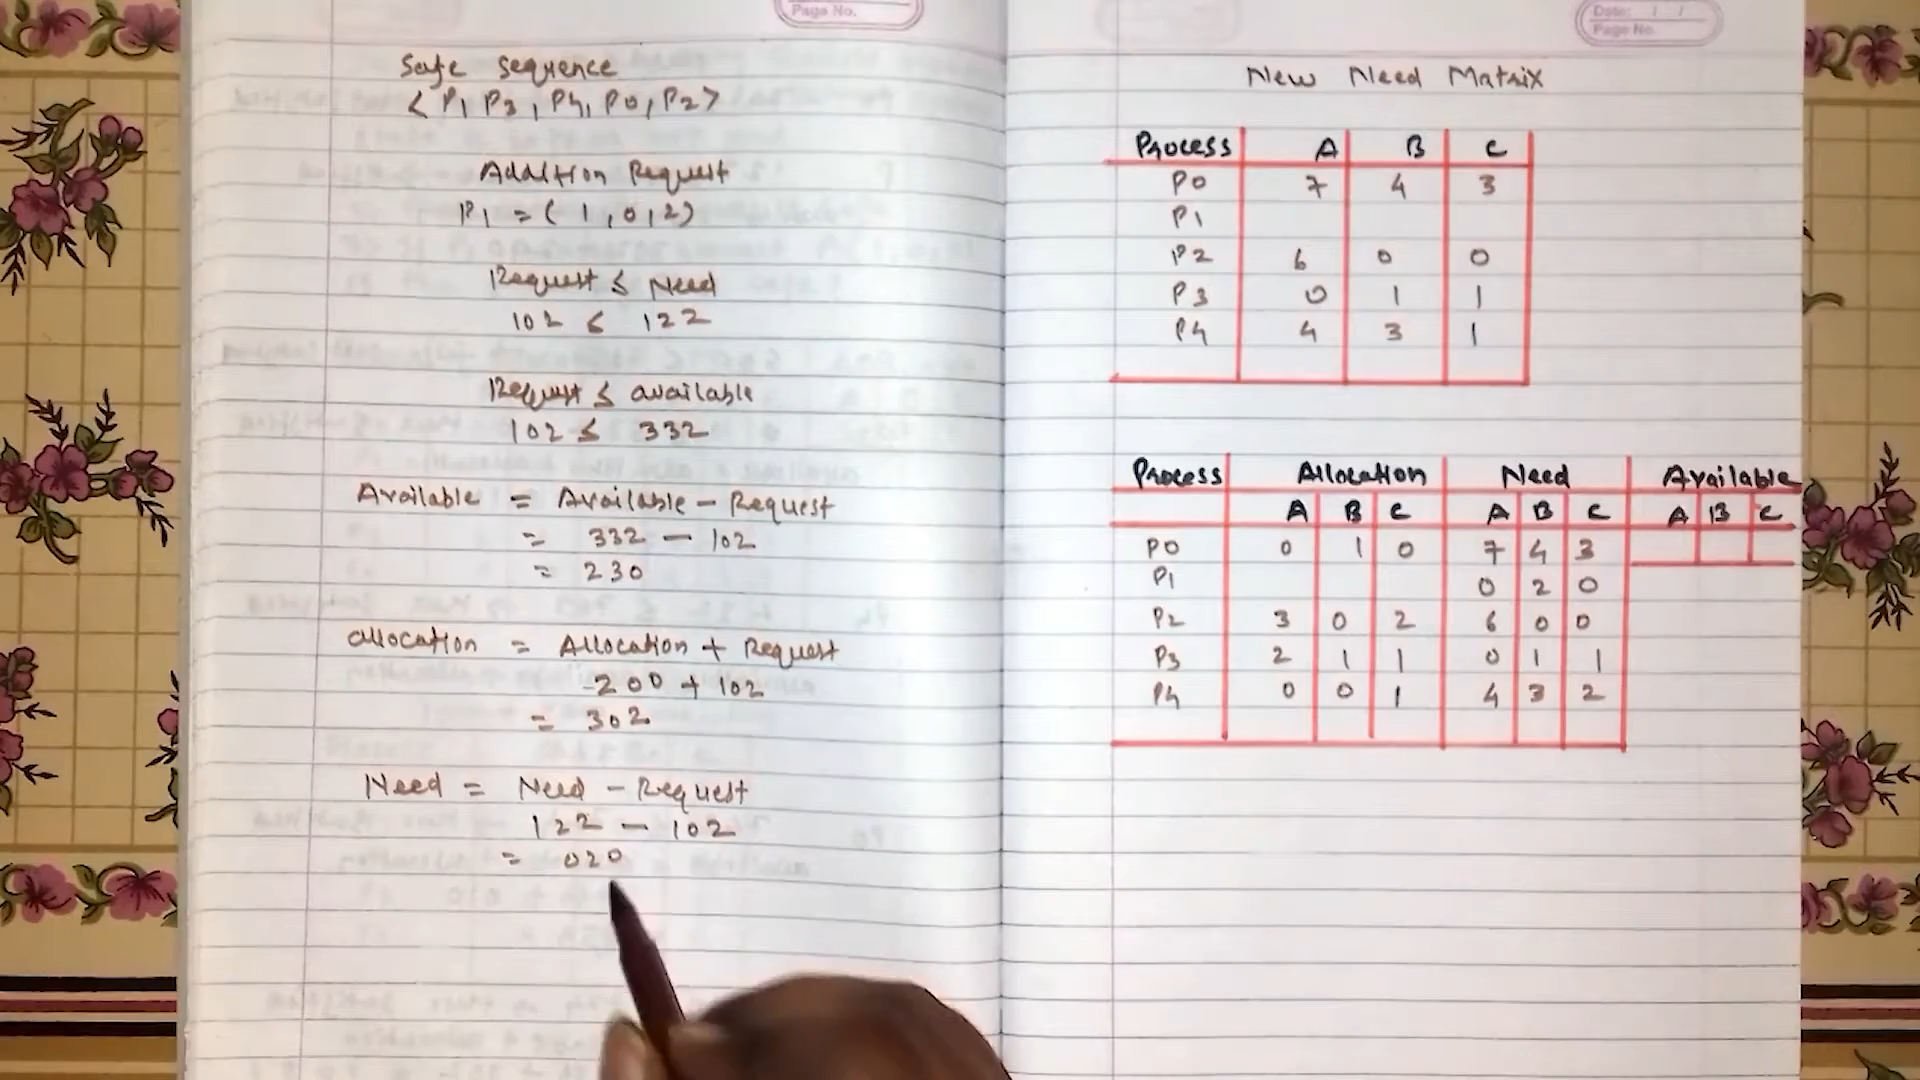 Page No.
Safe Sequence
< P1 P3, P4, P0, P2>
Addition Request
P1 = ( 1,0,2)
Request ≤ Need
102 ≤ 122
Request ≤ available
102 ≤ 332
Available = Available - Request
= 332 - 102
= 230
allocation = Allocation + Request
200 + 102
= 302
Need = Need - Request
122 - 102
= 020
Date: / /
Page No.
New Need Matrix
Process A B C
P0 7 4 3
P1
P2 6 0 0
P3 0 1 1
P4 4 3 1
Process Allocation Need Available
A B C A B C A B C
P0 0 1 0 7 4 3
P1 0 2 0
P2 3 0 2 6 0 0
P3 2 1 1 0 1 1
P4 0 0 1 4 3 2